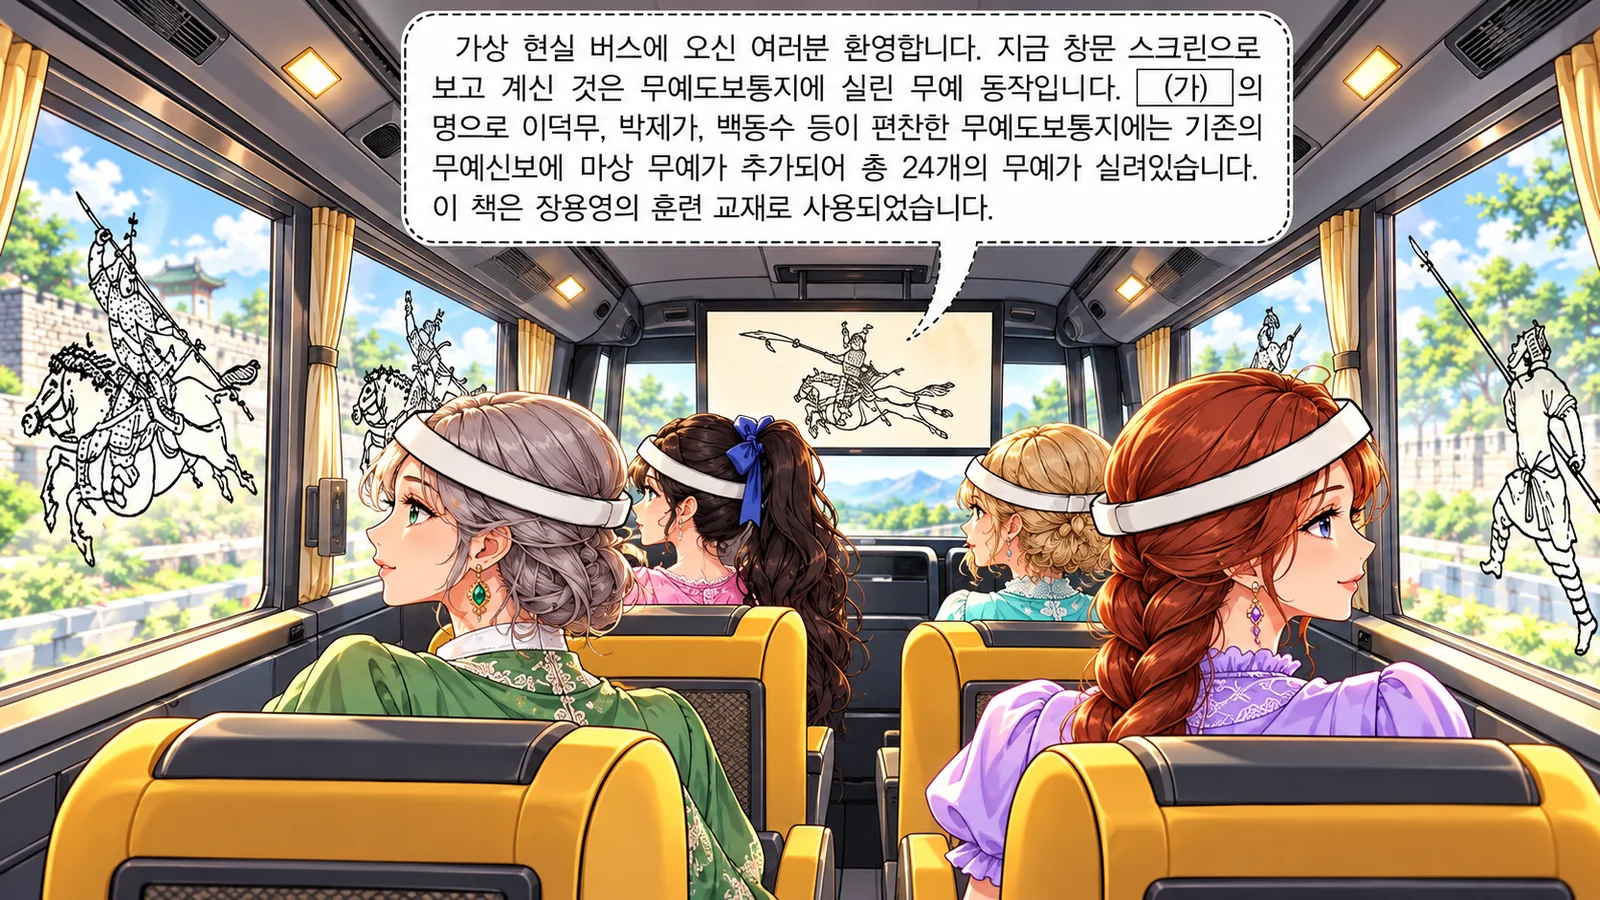 가상 현실 버스에 오신 여러분 환영합니다. 지금 창문 스크린으로
보고 계신 것은 무예도보통지에 실린 무예 동작입니다. (가) 의
명으로 이덕무, 박제가, 백동수 등이 편찬한 무예도보통지에는 기존의
무예신보에 마상 무예가 추가되어 총 24개의 무예가 실려있습니다.
이 책은 장용영의 훈련 교재로 사용되었습니다.